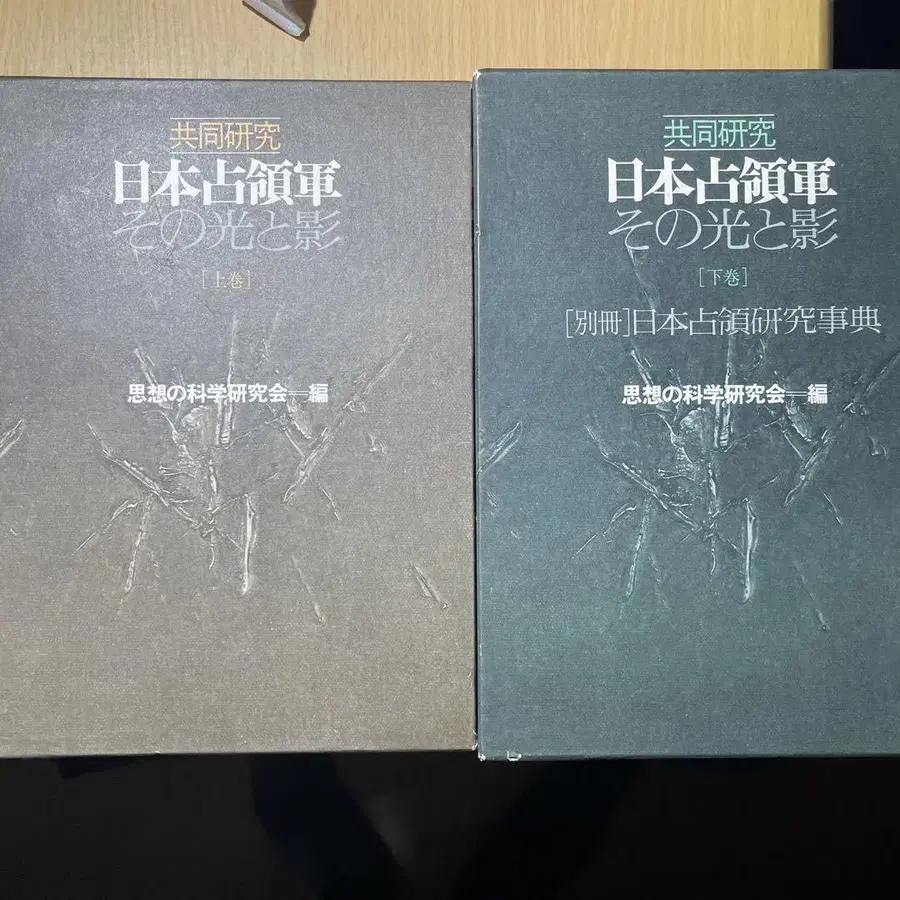 共同研究
日本占領軍
その光と影
[上巻]
思想の科学研究会=編
共同研究
日本占領軍
その光と影
[下巻]
[別冊]日本占領研究事典
思想の科学研究会=編